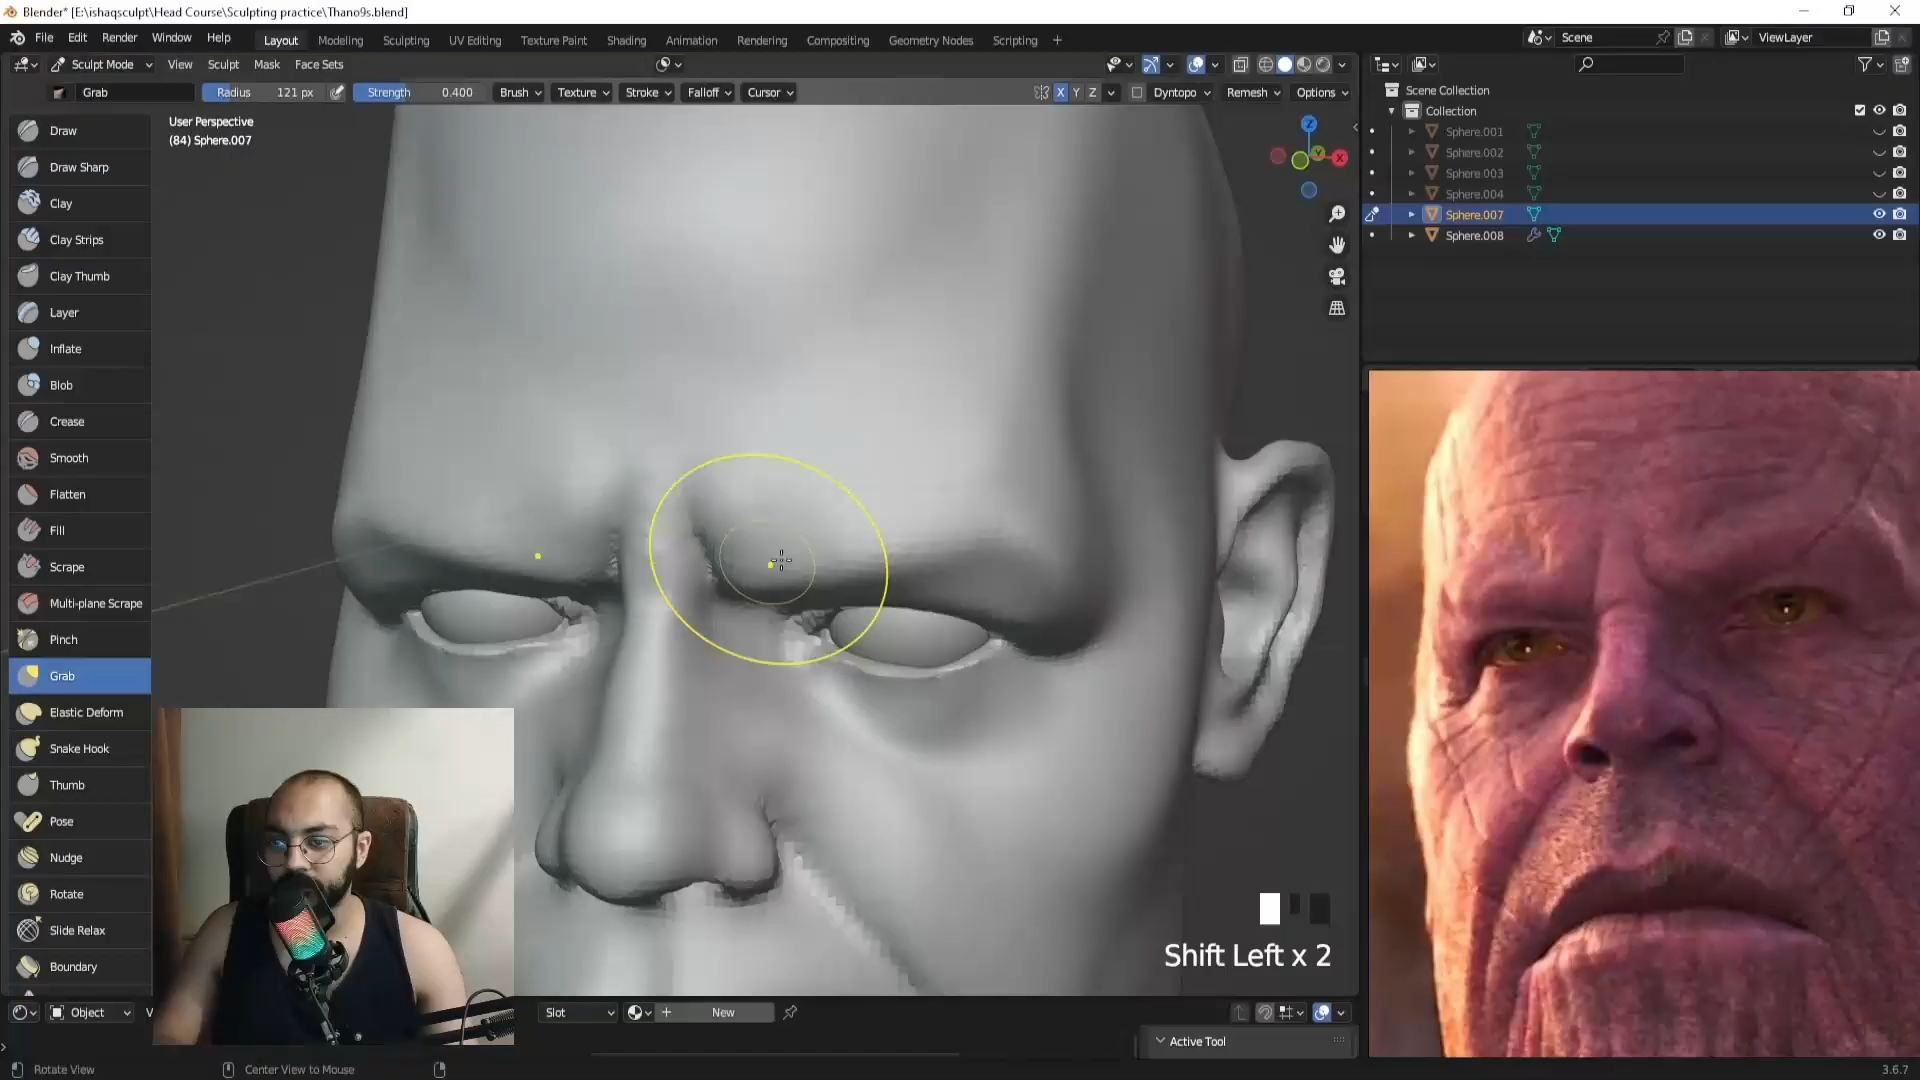 Blender* [E:\ishaqsculpt\Head Course\Sculpting practice\Thano9s.blend]
File Edit Render Window Help Layout Modeling Sculpting UV Editing Texture Paint Shading Animation Rendering Compositing Geometry Nodes Scripting + Scene ViewLayer
Sculpt Mode View Sculpt Mask Face Sets
Grab Radius 121 px Strength 0.400 Brush Texture Stroke Falloff Cursor X Y Z Dyntopo Remesh Options
Scene Collection
Collection
Sphere.001
Sphere.002
Sphere.003
Sphere.004
Sphere.007
Sphere.008
User Perspective
(84) Sphere.007
Z
Y
X
Draw
Draw Sharp
Clay
Clay Strips
Clay Thumb
Layer
Inflate
Blob
Crease
Smooth
Flatten
Fill
Scrape
Multi-plane Scrape
Pinch
Grab
Elastic Deform
Snake Hook
Thumb
Pose
Nudge
Rotate
Slide Relax
Boundary
Shift Left x 2
Object V Slot + New
Active Tool
Rotate View Center View to Mouse 3.6.7